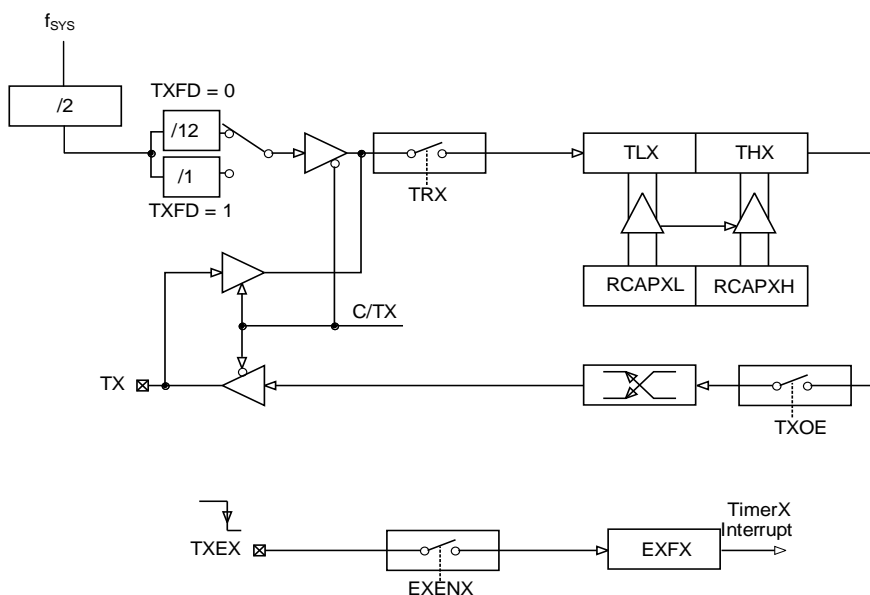 fSYS
/2
TXFD = 0
/12
/1
TXFD = 1
TRX
TLX
THX
RCAPXL
RCAPXH
C/TX
TX
TXOE
TXEX
EXENX
EXFX
TimerX
Interrupt